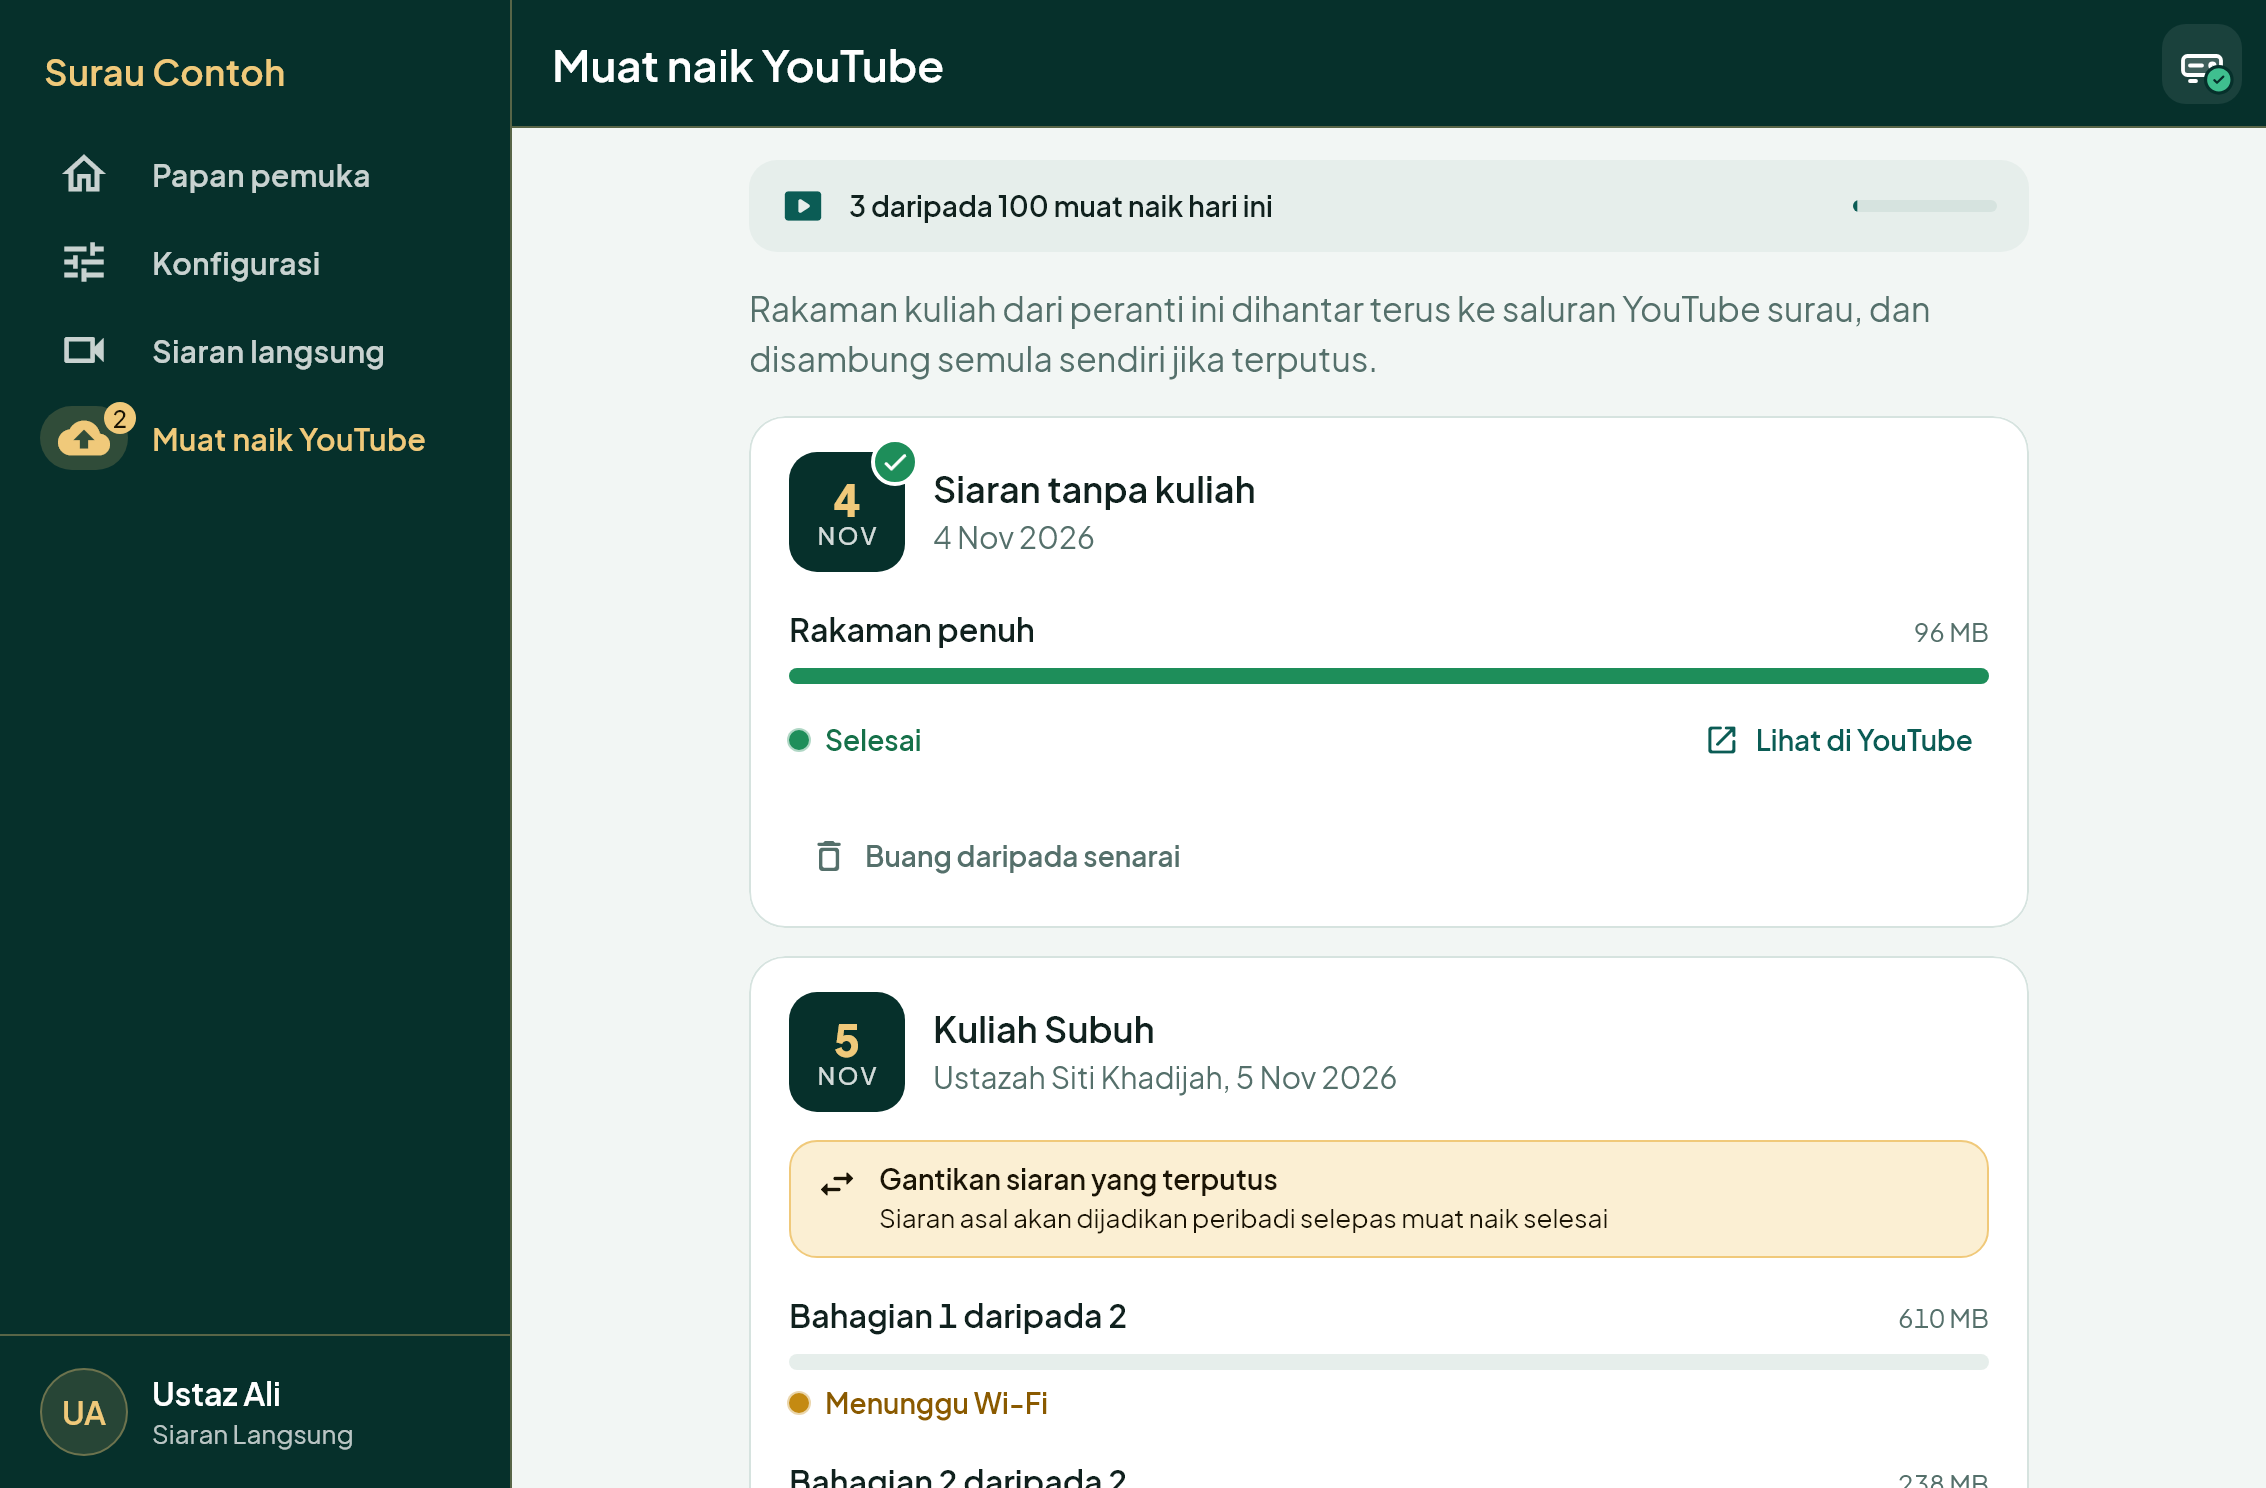 Surau Contoh
Papan pemuka
Konfigurasi
Siaran langsung
2
Muat naik YouTube
Ustaz Ali
UA
Siaran Langsung
Muat naik YouTube
3 daripada 100 muat naik hari ini
Rakaman kuliah dari peranti ini dihantar terus ke saluran YouTube surau, dan
disambung semula sendiri jika terputus.
4
NOV
Siaran tanpa kuliah
4 Nov 2026
Rakaman penuh
96 MB
Selesai
Lihat di YouTube
Buang daripada senarai
5
NOV
Kuliah Subuh
Ustazah Siti Khadijah, 5 Nov 2026
Gantikan siaran yang terputus
Siaran asal akan dijadikan peribadi selepas muat naik selesai
Bahagian 1 daripada 2
610 MB
Menunggu Wi-Fi
Bahagian 2 daripada 2
238 MB